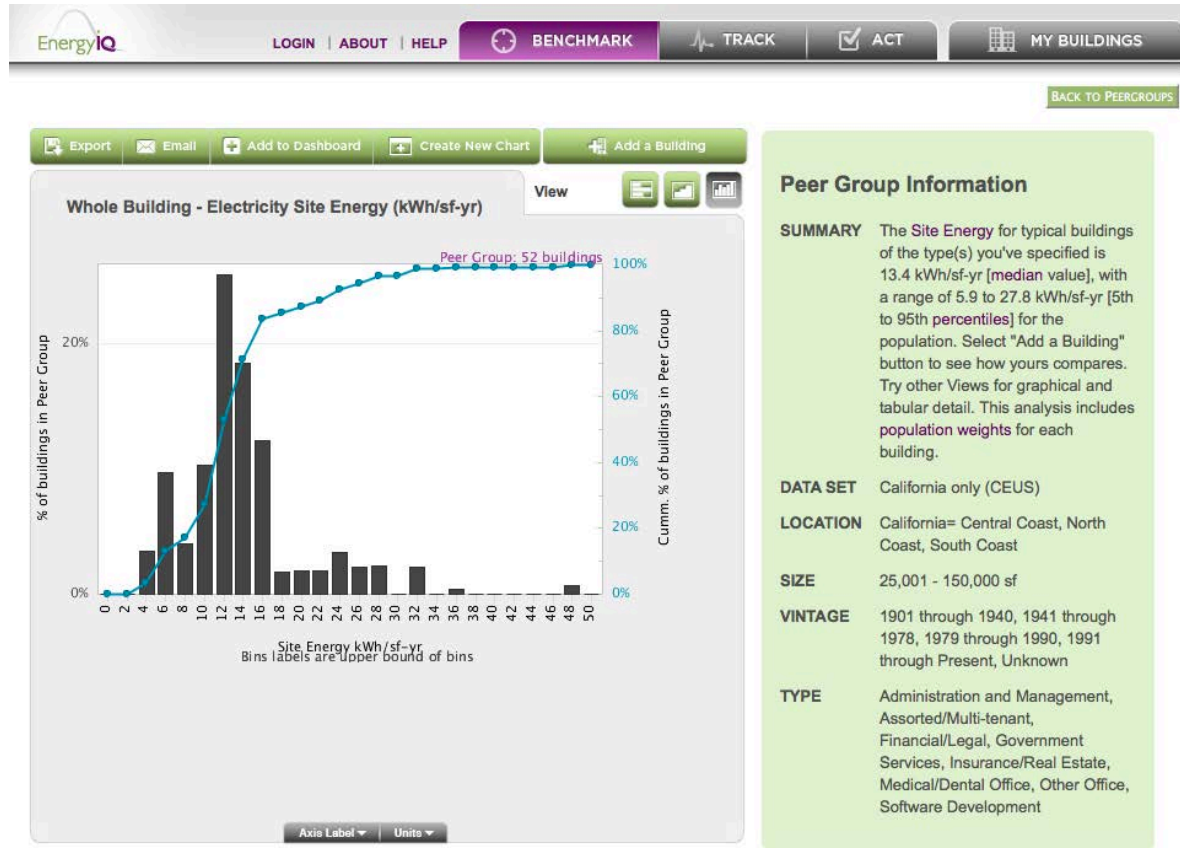 EnergyIQ
LOGIN | ABOUT | HELP
BENCHMARK
TRACK
ACT
MY BUILDINGS
BACK TO PEERGROUPS
Export
Email
Add to Dashboard
Create New Chart
Add a Building
Whole Building - Electricity Site Energy (kWh/sf-yr)
View
Peer Group: 52 buildings
% of buildings in Peer Group
20%
0%
100%
80%
60%
40%
20%
0%
Cumm. % of buildings in Peer Group
0 2 4 6 8 10 12 14 16 18 20 22 24 26 28 30 32 34 36 38 40 42 44 46 48 50
Site Energy kWh/sf-yr
Bins labels are upper bound of bins
Axis Label
Units
Peer Group Information
SUMMARY
The Site Energy for typical buildings
of the type(s) you've specified is
13.4 kWh/sf-yr [median value], with
a range of 5.9 to 27.8 kWh/sf-yr [5th
to 95th percentiles] for the
population. Select "Add a Building"
button to see how yours compares.
Try other Views for graphical and
tabular detail. This analysis includes
population weights for each
building.
DATA SET
California only (CEUS)
LOCATION
California= Central Coast, North
Coast, South Coast
SIZE
25,001 - 150,000 sf
VINTAGE
1901 through 1940, 1941 through
1978, 1979 through 1990, 1991
through Present, Unknown
TYPE
Administration and Management,
Assorted/Multi-tenant,
Financial/Legal, Government
Services, Insurance/Real Estate,
Medical/Dental Office, Other Office,
Software Development